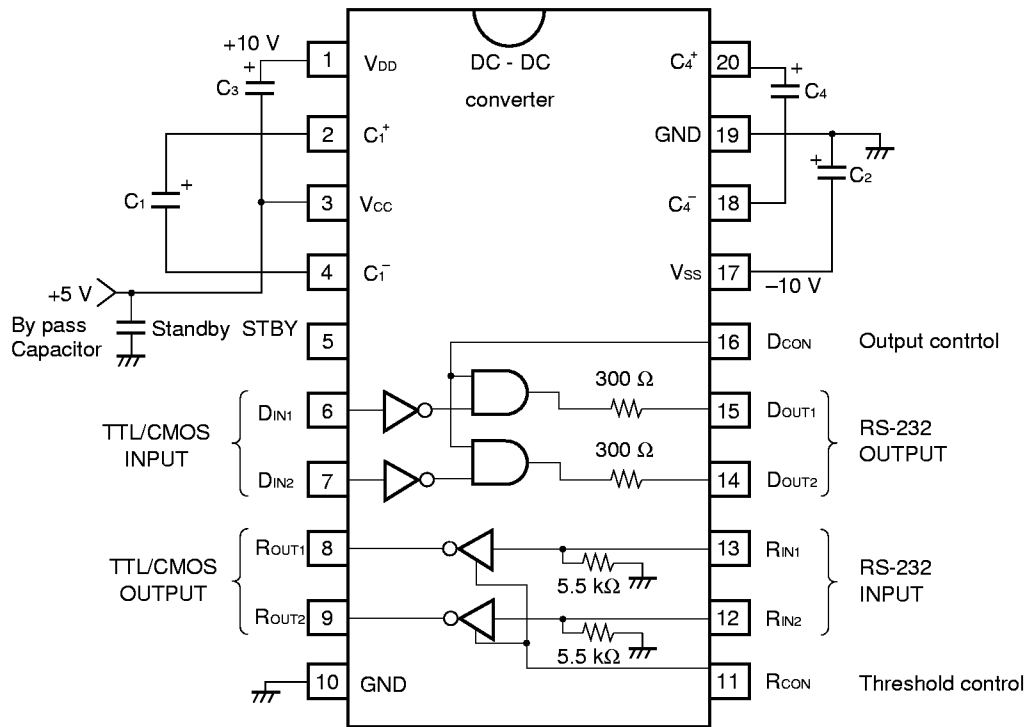 +10 V
+
C3
1
VDD
DC - DC
converter
C4+
20
+
C4
2
C1+
GND
19
+
C1
+
C2
3
VCC
C4−
18
4
C1−
VSS
17
−10 V
+5 V
By pass
Capacitor
Standby STBY
5
16
DCON
Output contrtol
TTL/CMOS
INPUT
DIN1
6
300 Ω
15
DOUT1
RS-232
OUTPUT
DIN2
7
300 Ω
14
DOUT2
TTL/CMOS
OUTPUT
ROUT1
8
5.5 kΩ
13
RIN1
RS-232
INPUT
ROUT2
9
5.5 kΩ
12
RIN2
10
GND
11
RCON
Threshold control